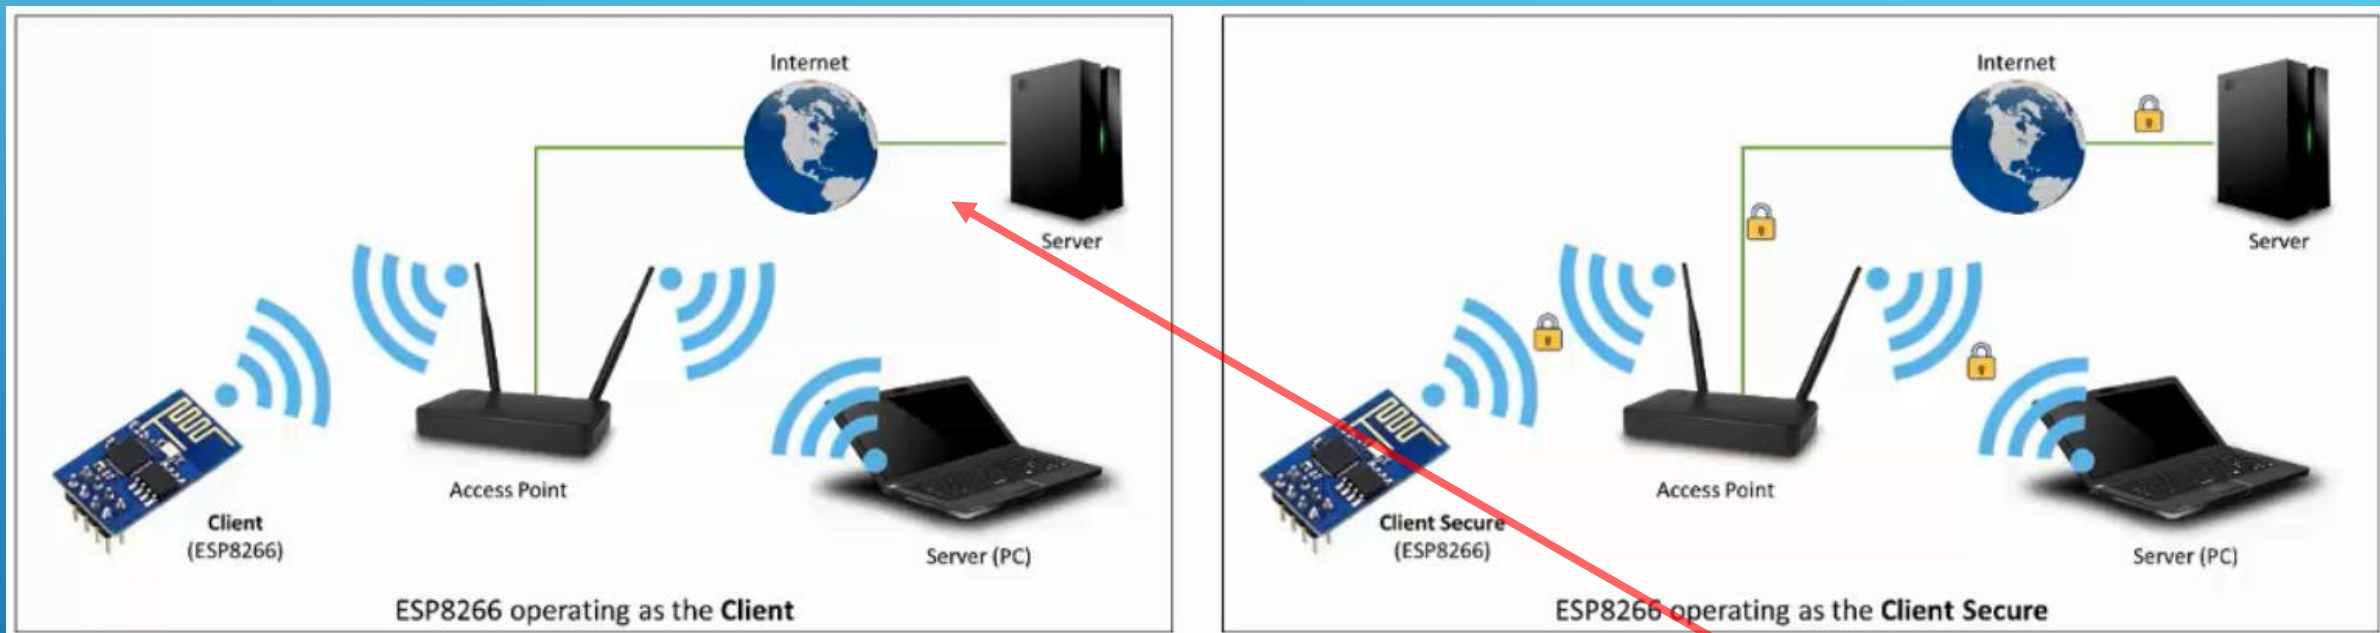 Internet
Server
Access Point
Client
(ESP8266)
Server (PC)
ESP8266 operating as the Client
Internet
Server
Access Point
Client Secure
(ESP8266)
Server (PC)
ESP8266 operating as the Client Secure